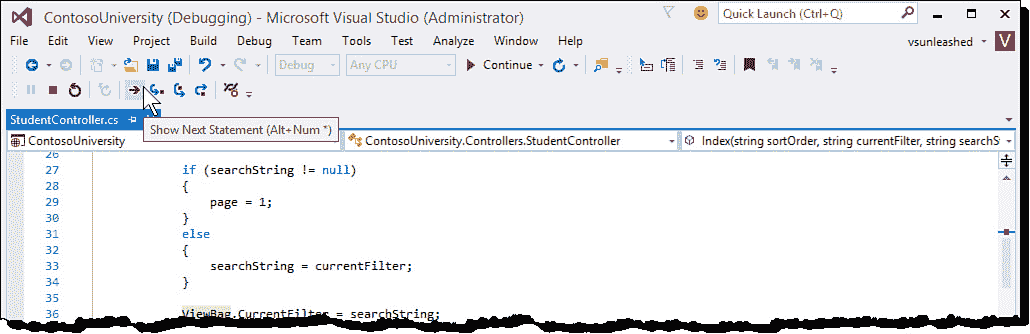 ContosoUniversity (Debugging) - Microsoft Visual Studio (Administrator)
Quick Launch (Ctrl+Q)
File Edit View Project Build Debug Team Tools Test Analyze Window Help vsunleashed V
Debug Any CPU Continue
StudentController.cs
Show Next Statement (Alt+Num *)
ContosoUniversity ContosoUniversity.Controllers.StudentController Index(string sortOrder, string currentFilter, string searchS
26
27 if (searchString != null)
28 {
29 page = 1;
30 }
31 else
32 {
33 searchString = currentFilter;
34 }
35
36 ViewBag.CurrentFilter = searchString;